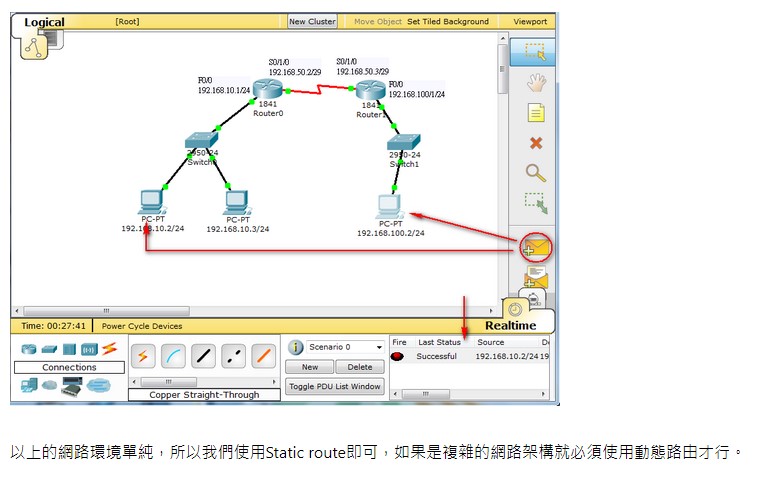 Logical
[Root]
New Cluster
Move Object
Set Tiled Background
Viewport
S0/1/0
192.168.50.2/29
S0/1/0
192.168.50.3/29
F0/0
192.168.10.1/24
F0/0
192.168.100/1/24
1841
Router0
1841
Router1
2950-24
Switch0
2950-24
Switch1
PC-PT
192.168.10.2/24
PC-PT
192.168.10.3/24
PC-PT
192.168.100.2/24
Time: 00:27:41
Power Cycle Devices
Realtime
Connections
Copper Straight-Through
Scenario 0
New
Delete
Toggle PDU List Window
Fire
Last Status
Source
Successful
192.168.10.2/24
以上的網路環境單純，所以我們使用Static route即可，如果是複雜的網路架構就必須使用動態路由才行。